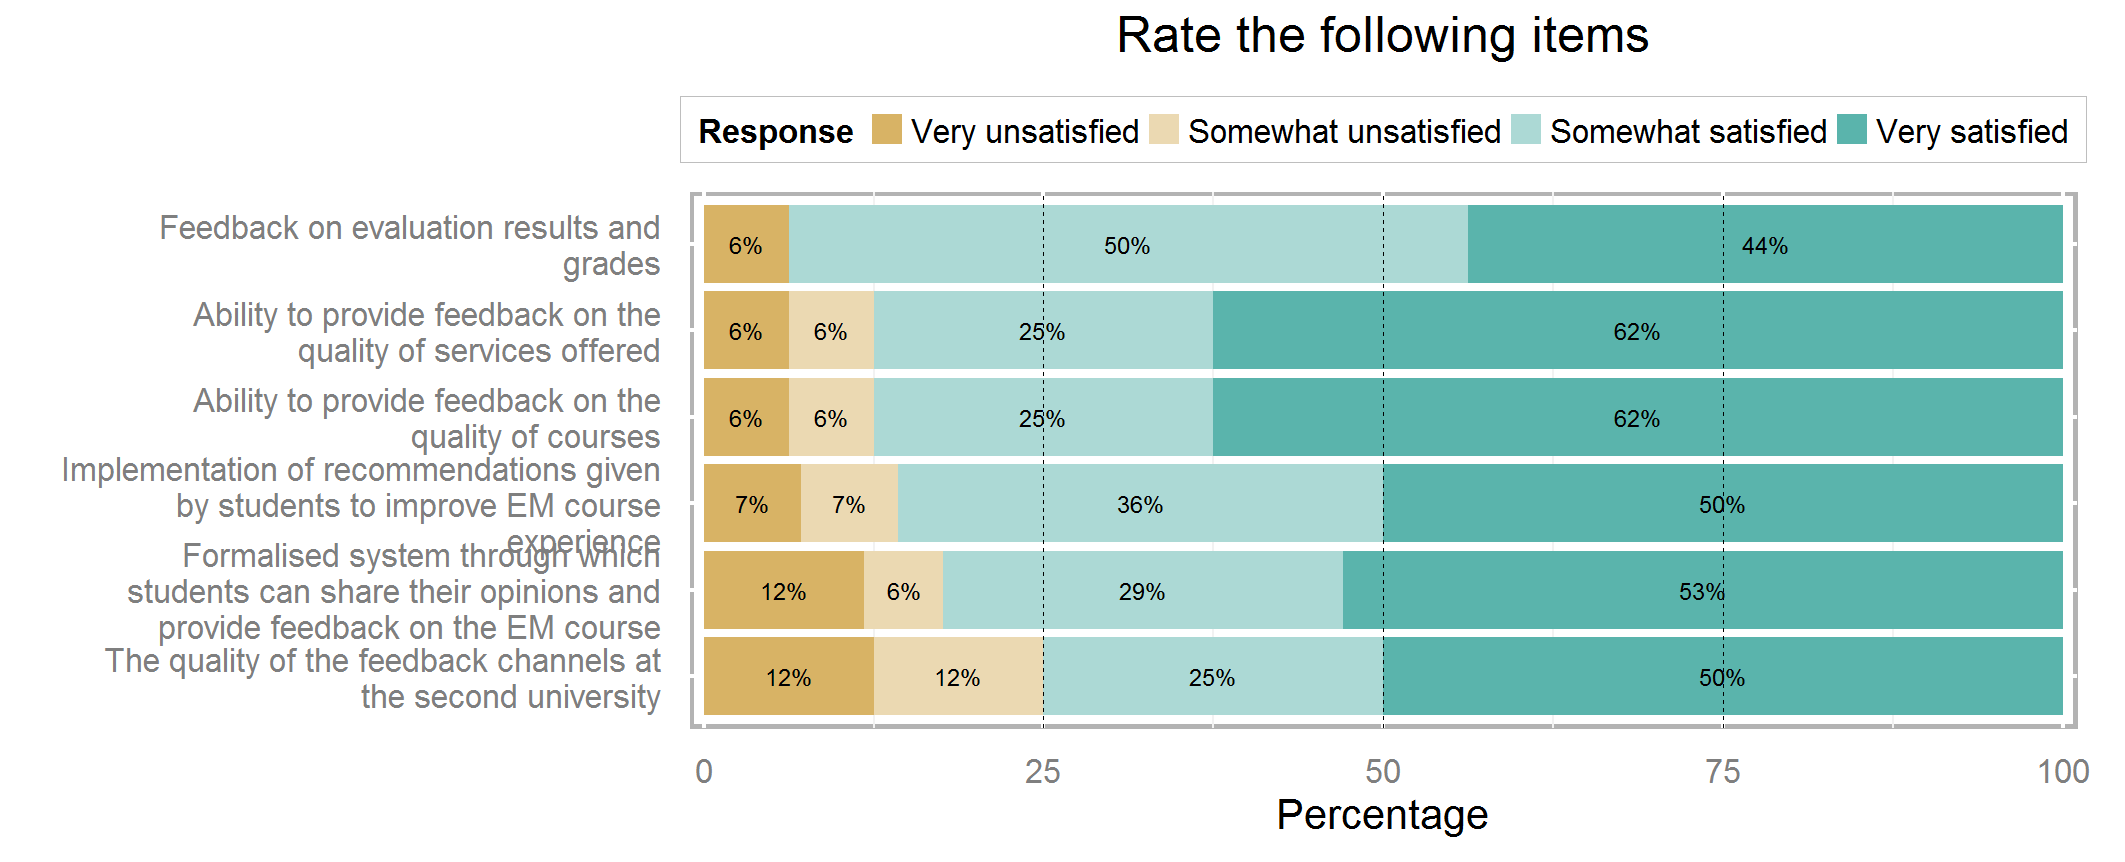 Rate the following items
Response Very unsatisfied Somewhat unsatisfied Somewhat satisfied Very satisfied
Feedback on evaluation results and
grades
6% 50% 44%
Ability to provide feedback on the
quality of services offered
6% 6% 25% 62%
Ability to provide feedback on the
quality of courses
6% 6% 25% 62%
Implementation of recommendations given
by students to improve EM course
experience
7% 7% 36% 50%
Formalised system through which
students can share their opinions and
provide feedback on the EM course
12% 6% 29% 53%
The quality of the feedback channels at
the second university
12% 12% 25% 50%
0 25 50 75 100
Percentage